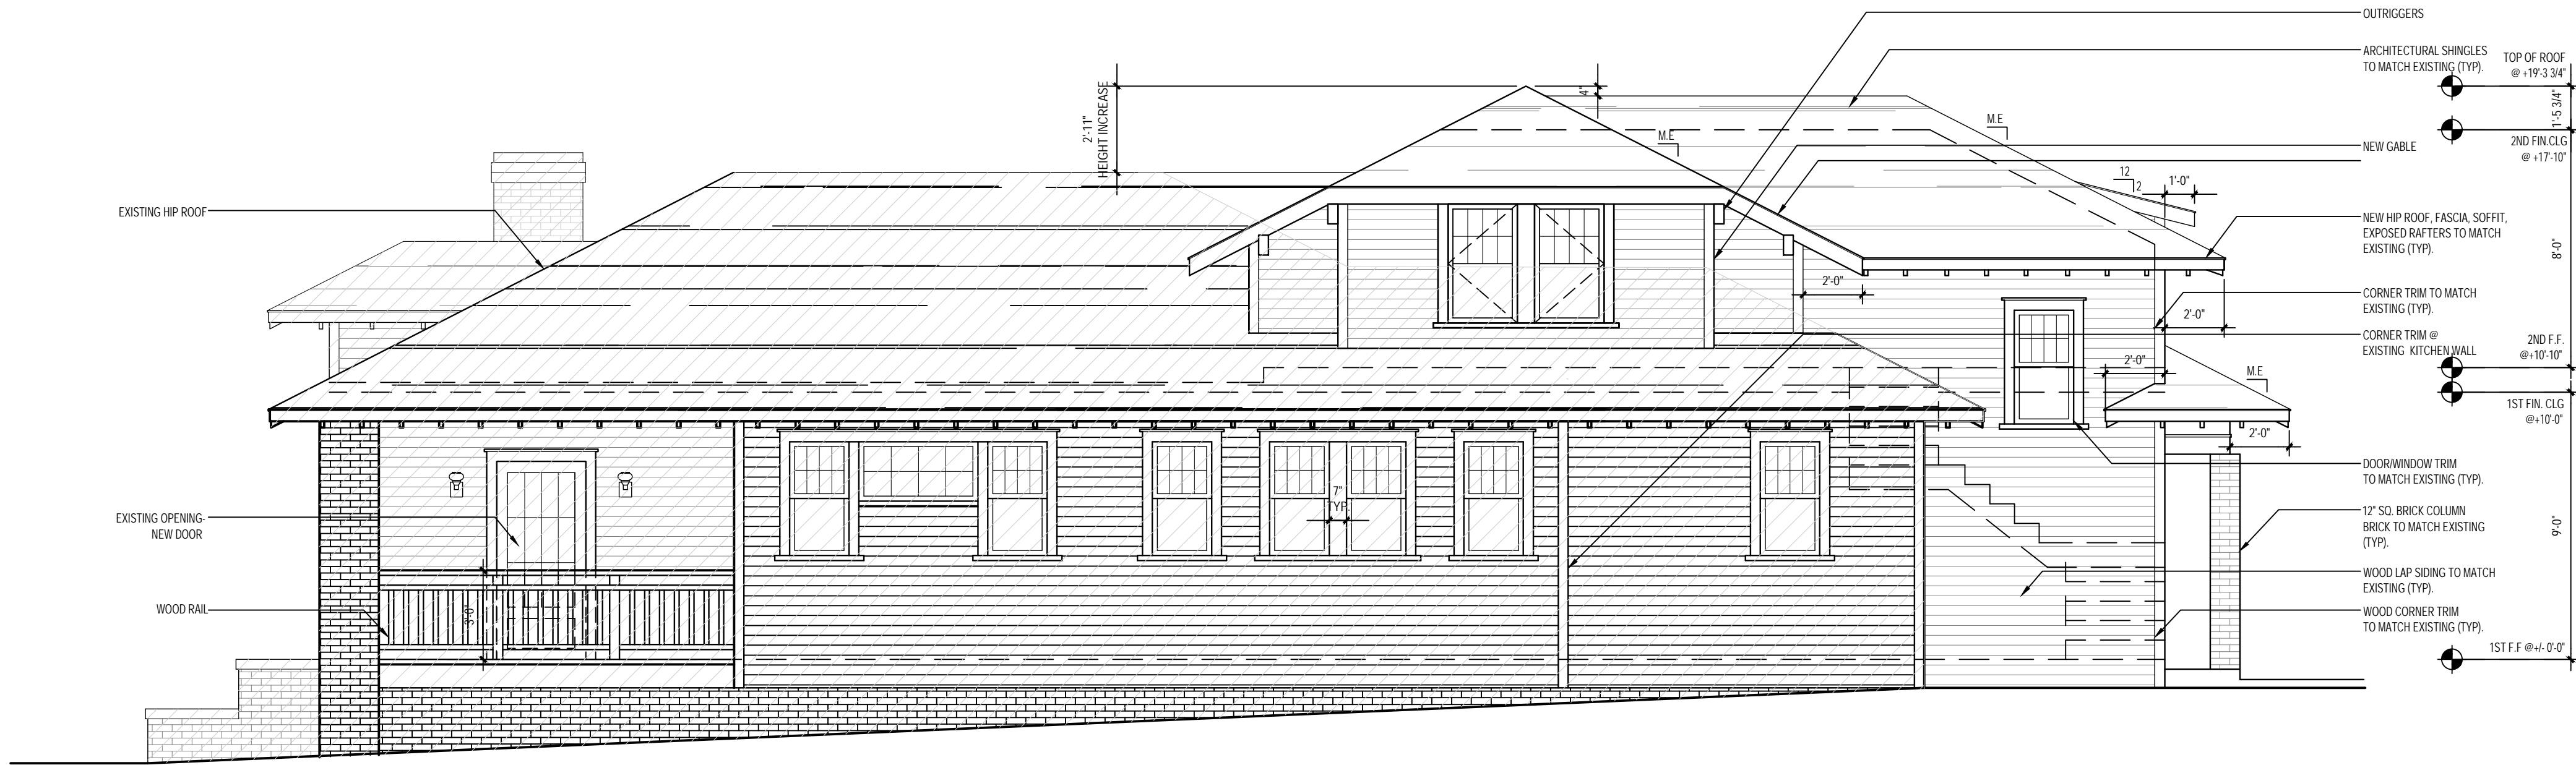 OUTRIGGERS
ARCHITECTURAL SHINGLES
TO MATCH EXISTING (TYP).
TOP OF ROOF
@ +19'-3 3/4"
1'-5 3/4"
2ND FIN.CLG
@ +17'-10"
NEW GABLE
2'-11"
HEIGHT INCREASE
4"
M.E
M.E
12
2
1'-0"
EXISTING HIP ROOF
NEW HIP ROOF, FASCIA, SOFFIT,
EXPOSED RAFTERS TO MATCH
EXISTING (TYP).
8'-0"
2'-0"
CORNER TRIM TO MATCH
EXISTING (TYP).
2'-0"
CORNER TRIM @
EXISTING KITCHEN WALL
2ND F.F.
@+10'-10"
2'-0"
M.E
1ST FIN. CLG
@+10'-0"
2'-0"
DOOR/WINDOW TRIM
TO MATCH EXISTING (TYP).
7"
TYP.
EXISTING OPENING-
NEW DOOR
12" SQ. BRICK COLUMN
BRICK TO MATCH EXISTING
(TYP).
9'-0"
WOOD LAP SIDING TO MATCH
EXISTING (TYP).
WOOD RAIL
3'-0"
WOOD CORNER TRIM
TO MATCH EXISTING (TYP).
1ST F.F @+/- 0'-0"